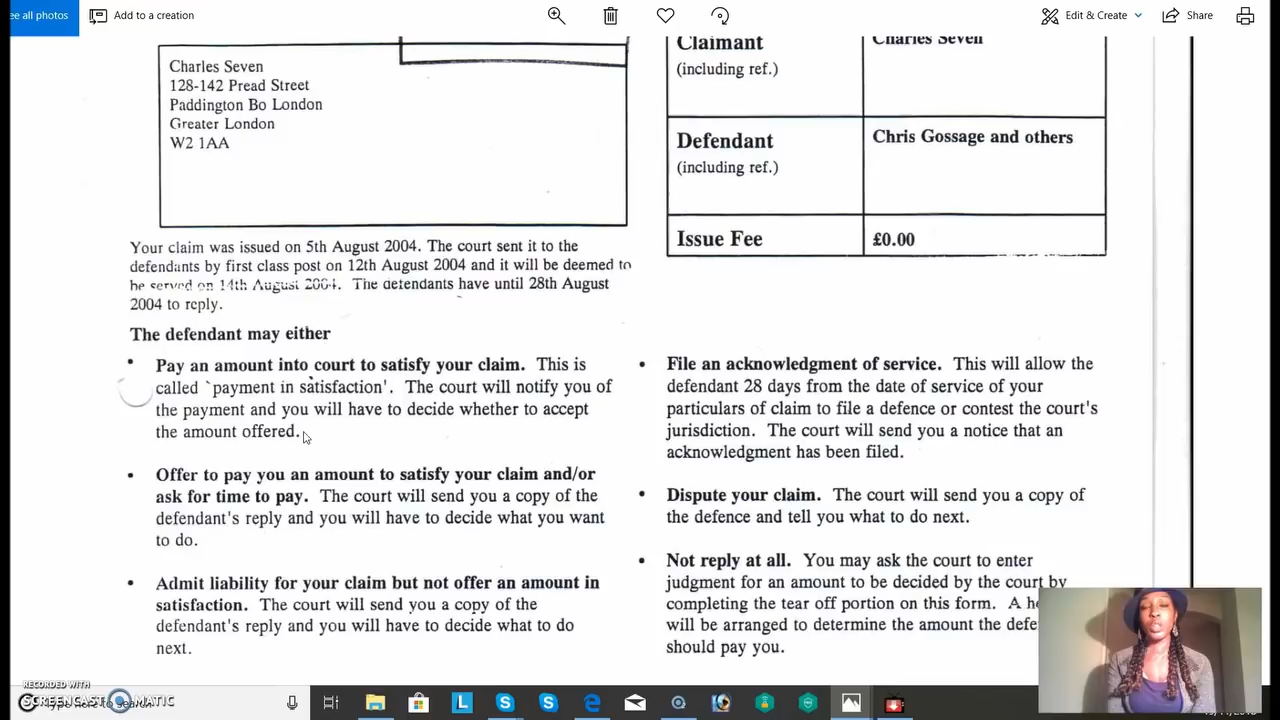 ee all photos
Add to a creation
Edit & Create
Share
Charles Seven
128-142 Pread Street
Paddington Bo London
Greater London
W2 1AA
Claimant
(including ref.)
Charles Seven
Defendant
(including ref.)
Chris Gossage and others
Issue Fee
£0.00
Your claim was issued on 5th August 2004. The court sent it to the
defendants by first class post on 12th August 2004 and it will be deemed to
be served on 14th August 2004. The defendants have until 28th August
2004 to reply.
The defendant may either
• Pay an amount into court to satisfy your claim. This is
called `payment in satisfaction'. The court will notify you of
the payment and you will have to decide whether to accept
the amount offered.
• Offer to pay you an amount to satisfy your claim and/or
ask for time to pay. The court will send you a copy of the
defendant's reply and you will have to decide what you want
to do.
• Admit liability for your claim but not offer an amount in
satisfaction. The court will send you a copy of the
defendant's reply and you will have to decide what to do
next.
• File an acknowledgment of service. This will allow the
defendant 28 days from the date of service of your
particulars of claim to file a defence or contest the court's
jurisdiction. The court will send you a notice that an
acknowledgment has been filed.
• Dispute your claim. The court will send you a copy of
the defence and tell you what to do next.
• Not reply at all. You may ask the court to enter
judgment for an amount to be decided by the court by
completing the tear off portion on this form. A he
will be arranged to determine the amount the defe
should pay you.
RECORDED WITH
SCREENCAST MATIC